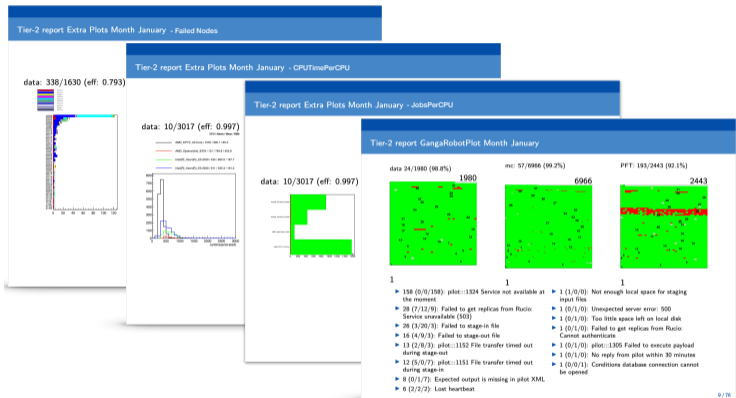 Tier-2 report Extra Plots Month January - Failed Nodes
data: 338/1630 (eff: 0.793)
Tier-2 report Extra Plots Month January - CPUTimePerCPU
data: 10/3017 (eff: 0.997)
Tier-2 report Extra Plots Month January - JobsPerCPU
data: 10/3017 (eff: 0.997)
Tier-2 report GangaRobotPlot Month January
data 24/1980 (98.8%)
1980
1
mc: 57/6966 (99.2%)
6966
1
PFT: 193/2443 (92.1%)
2443
1
158 (0/0/158): pilot:::1324 Service not available at
the moment
28 (7/12/9): Failed to get replicas from Rucio:
Service unavailable (503)
26 (3/20/3): Failed to stage-in file
16 (4/9/3): Failed to stage-out file
13 (2/8/3): pilot:::1152 File transfer timed out
during stage-out
12 (5/0/7): pilot:::1151 File transfer timed out
during stage-in
8 (0/1/7): Expected output is missing in pilot XML
6 (2/2/2): Lost heartbeat
1 (1/0/0): Not enough local space for staging
input files
1 (0/1/0): Unexpected server error: 500
1 (0/1/0): Too little space left on local disk
1 (0/1/0): Failed to get replicas from Rucio:
Cannot authenticate
1 (0/1/0): pilot:::1305 Failed to execute payload
1 (0/1/0): No reply from pilot within 30 minutes
1 (0/0/1): Conditions database connection cannot
be opened
9 / 76